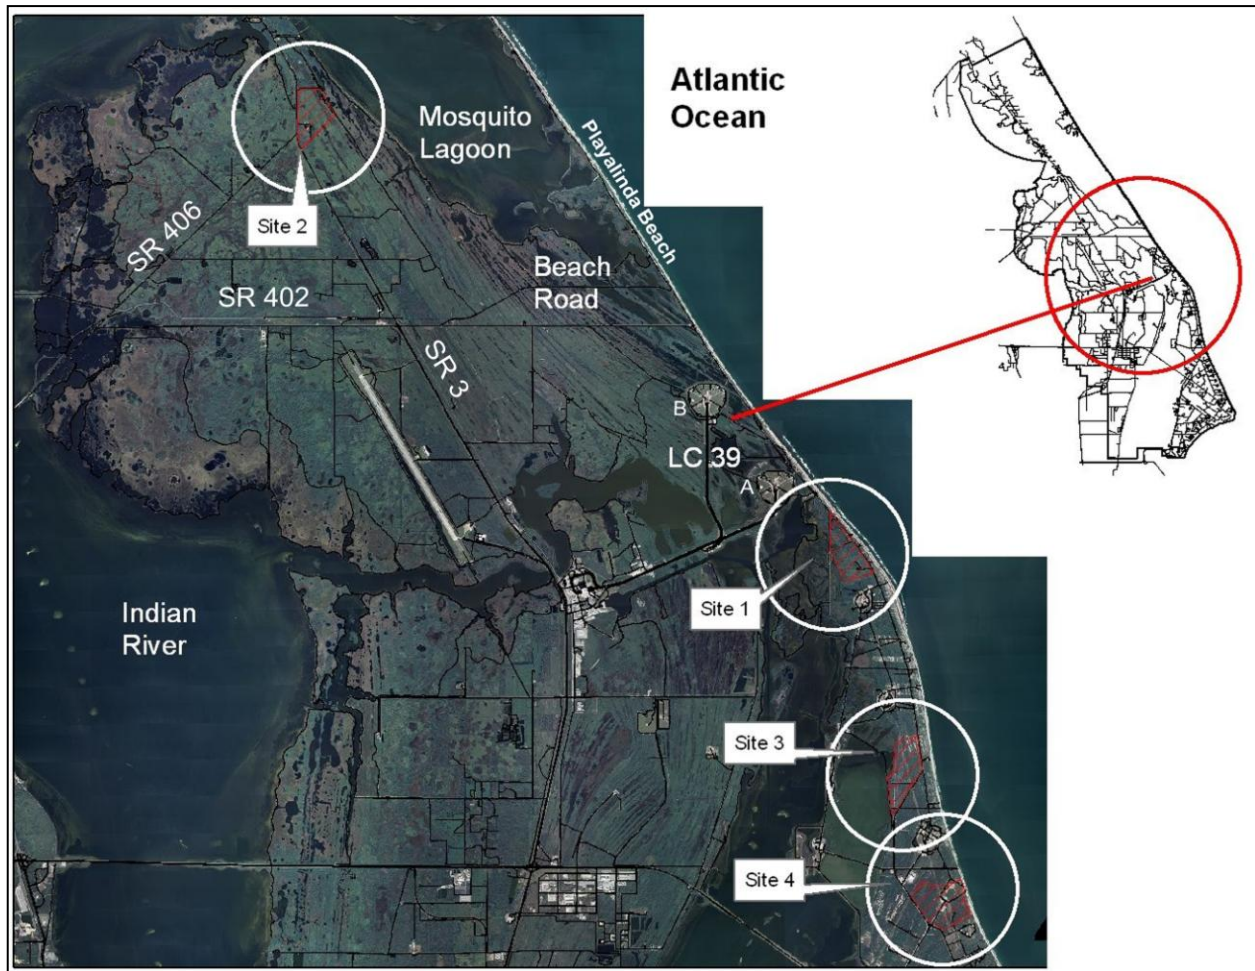 Atlantic
Ocean
Mosquito
Lagoon
Playalinda Beach
Site 2
SR 406
Beach
Road
SR 402
SR 3
B
LC 39
A
Site 1
Indian
River
Site 3
Site 4